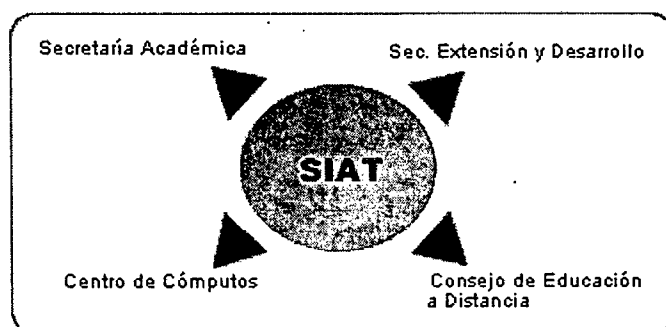 Secretaría Académica
Sec. Extensión y Desarrollo
SIAT
Centro de Cómputos
Consejo de Educación
a Distancia